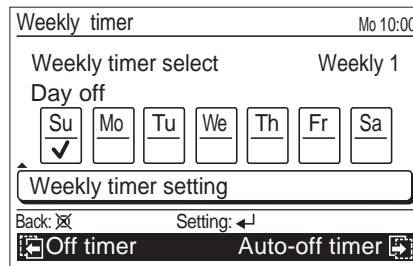 Weekly timer Mo 10:00
Weekly timer select Weekly 1
Day off
Su Mo Tu We Th Fr Sa
Weekly timer setting
Back: Setting:
Off timer Auto-off timer